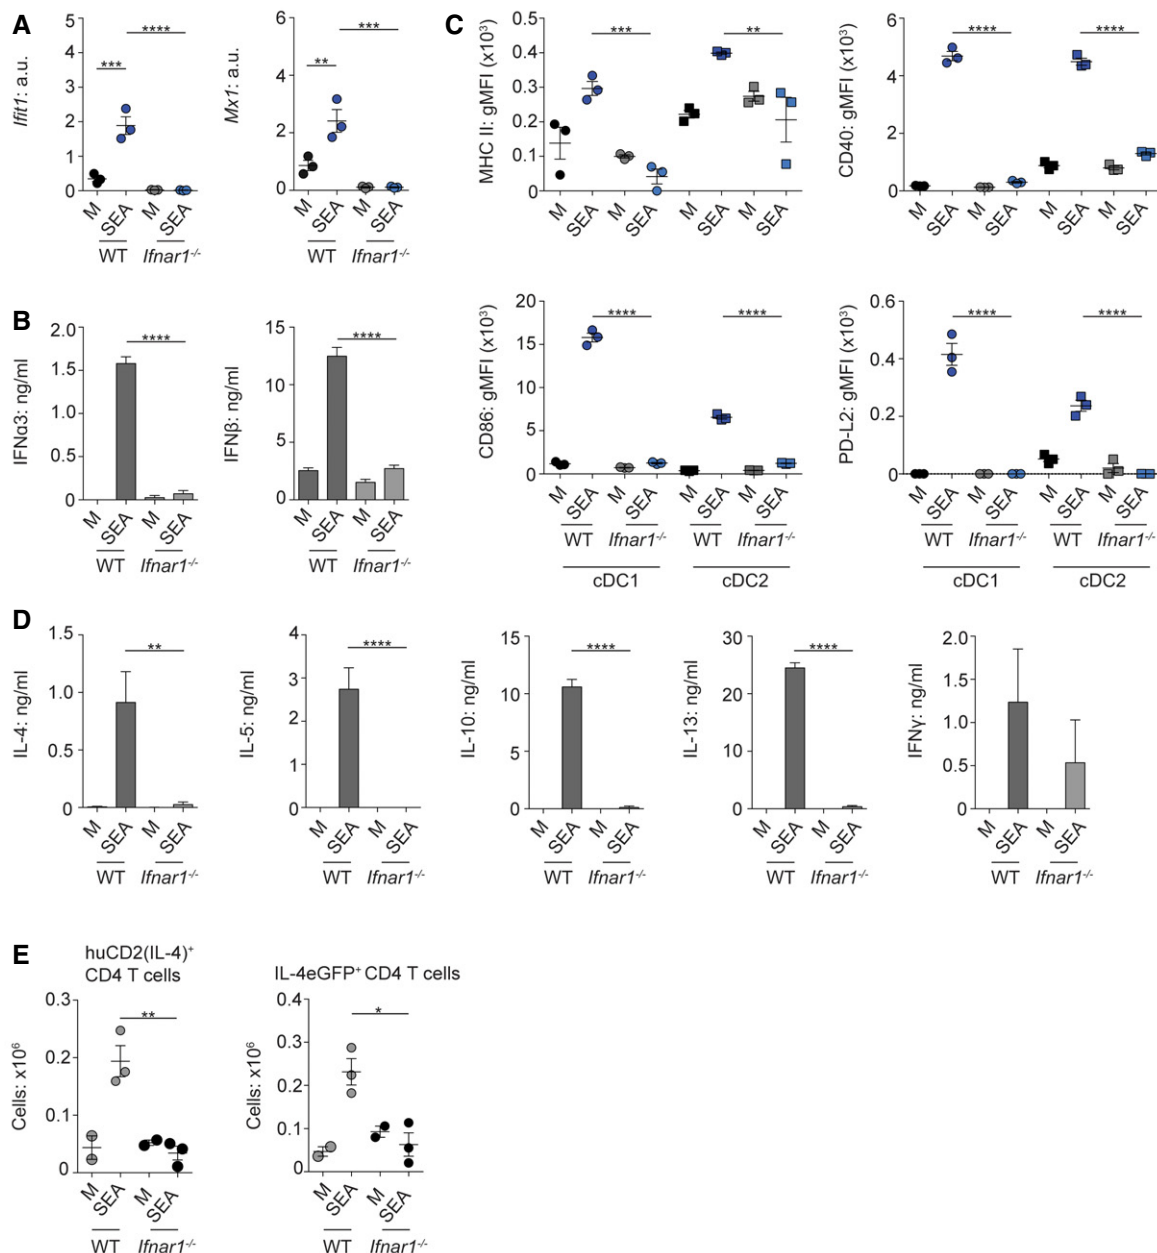 A
Ifit1: a.u.
5
4
3
2
1
0
***
****
M
SEA
M
SEA
WT
Ifnar1-/-
Mx1: a.u.
6
4
2
0
**
***
M
SEA
M
SEA
WT
Ifnar1-/-
C
MHC II: gMFI (x10³)
0.5
0.4
0.3
0.2
0.1
0
***
**
M
SEA
M
SEA
M
SEA
M
SEA
CD40: gMFI (x10³)
6
4
2
0
****
****
M
SEA
M
SEA
M
SEA
M
SEA
CD86: gMFI (x10³)
20
15
10
5
0
****
****
M
SEA
M
SEA
M
SEA
M
SEA
WT
Ifnar1-/-
WT
Ifnar1-/-
cDC1
cDC2
PD-L2: gMFI (x10³)
0.6
0.4
0.2
0
****
****
M
SEA
M
SEA
M
SEA
M
SEA
WT
Ifnar1-/-
WT
Ifnar1-/-
cDC1
cDC2
B
IFNα3: ng/ml
2.0
1.5
1.0
0.5
0
****
M
SEA
M
SEA
WT
Ifnar1-/-
IFNβ: ng/ml
15
10
5
0
****
M
SEA
M
SEA
WT
Ifnar1-/-
D
IL-4: ng/ml
1.5
1.0
0.5
0
**
M
SEA
M
SEA
WT
Ifnar1-/-
IL-5: ng/ml
4
3
2
1
0
****
M
SEA
M
SEA
WT
Ifnar1-/-
IL-10: ng/ml
15
10
5
0
****
M
SEA
M
SEA
WT
Ifnar1-/-
IL-13: ng/ml
30
20
10
0
****
M
SEA
M
SEA
WT
Ifnar1-/-
IFNγ: ng/ml
2.0
1.5
1.0
0.5
0
M
SEA
M
SEA
WT
Ifnar1-/-
E
huCD2(IL-4)⁺
CD4 T cells
Cells: x10⁶
0.3
0.2
0.1
0
**
M
SEA
M
SEA
WT
Ifnar1-/-
IL-4eGFP⁺ CD4 T cells
Cells: x10⁶
0.4
0.3
0.2
0.1
0
*
M
SEA
M
SEA
WT
Ifnar1-/-